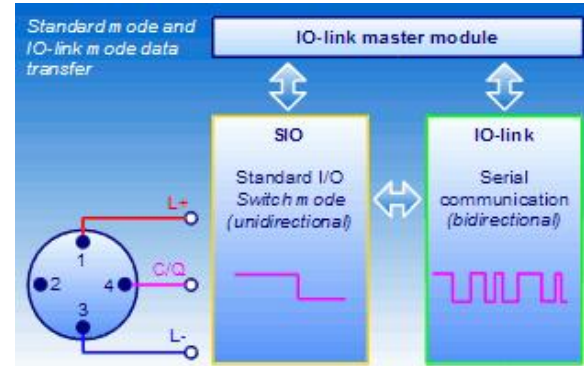 Standard mode and
IO-link mode data
transfer
IO-link master module
SIO
Standard I/O
Switch mode
(unidirectional)
IO-link
Serial
communication
(bidirectional)
L+
1
C/Q
2
4
3
L-